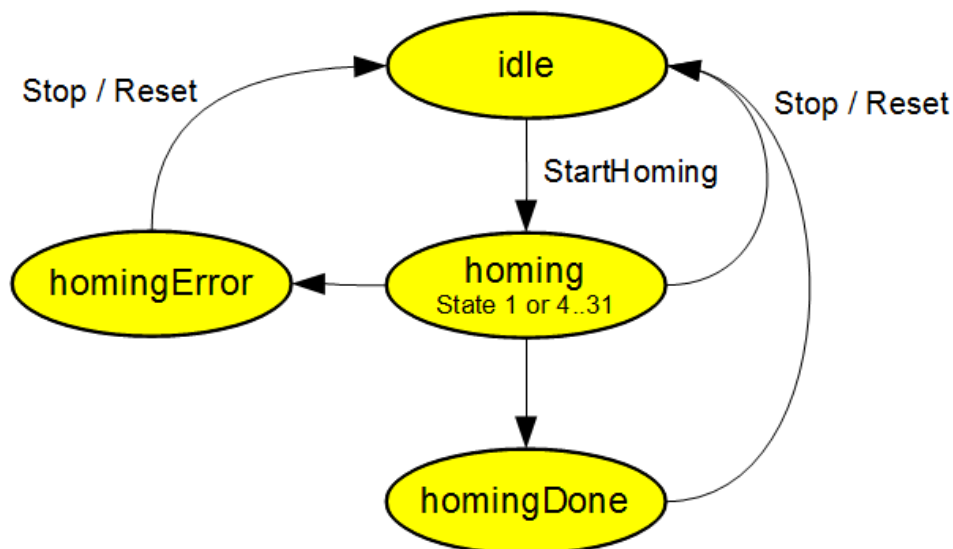 idle
Stop / Reset
Stop / Reset
StartHoming
homingError
homing
State 1 or 4..31
homingDone